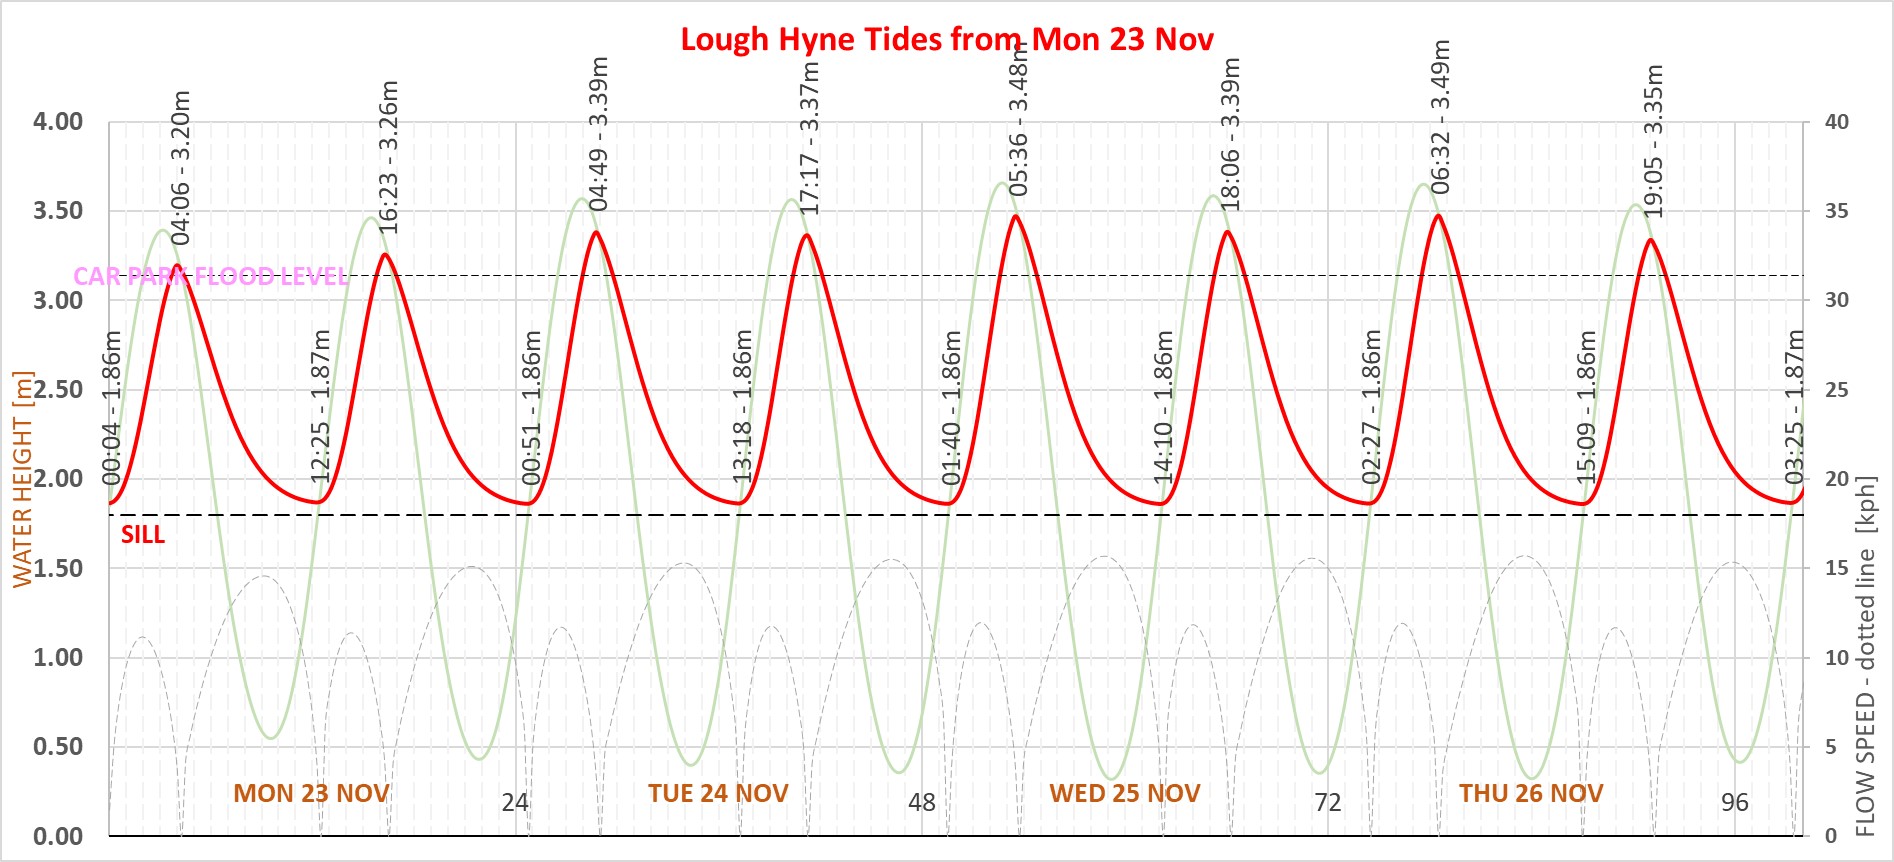 Lough Hyne Tides from Mon 23 Nov
04:06 - 3.20m
16:23 - 3.26m
04:49 - 3.39m
17:17 - 3.37m
05:36 - 3.48m
18:06 - 3.39m
06:32 - 3.49m
19:05 - 3.35m
4.00
3.50
3.00
2.50
2.00
1.50
1.00
0.50
0.00
WATER HEIGHT [m]
CAR PARK FLOOD LEVEL
00:04 - 1.86m
12:25 - 1.87m
00:51 - 1.86m
13:18 - 1.86m
01:40 - 1.86m
14:10 - 1.86m
02:27 - 1.86m
15:09 - 1.86m
03:25 - 1.87m
SILL
MON 23 NOV
TUE 24 NOV
WED 25 NOV
THU 26 NOV
24
48
72
96
40
35
30
25
20
15
10
5
0
FLOW SPEED - dotted line [kph]